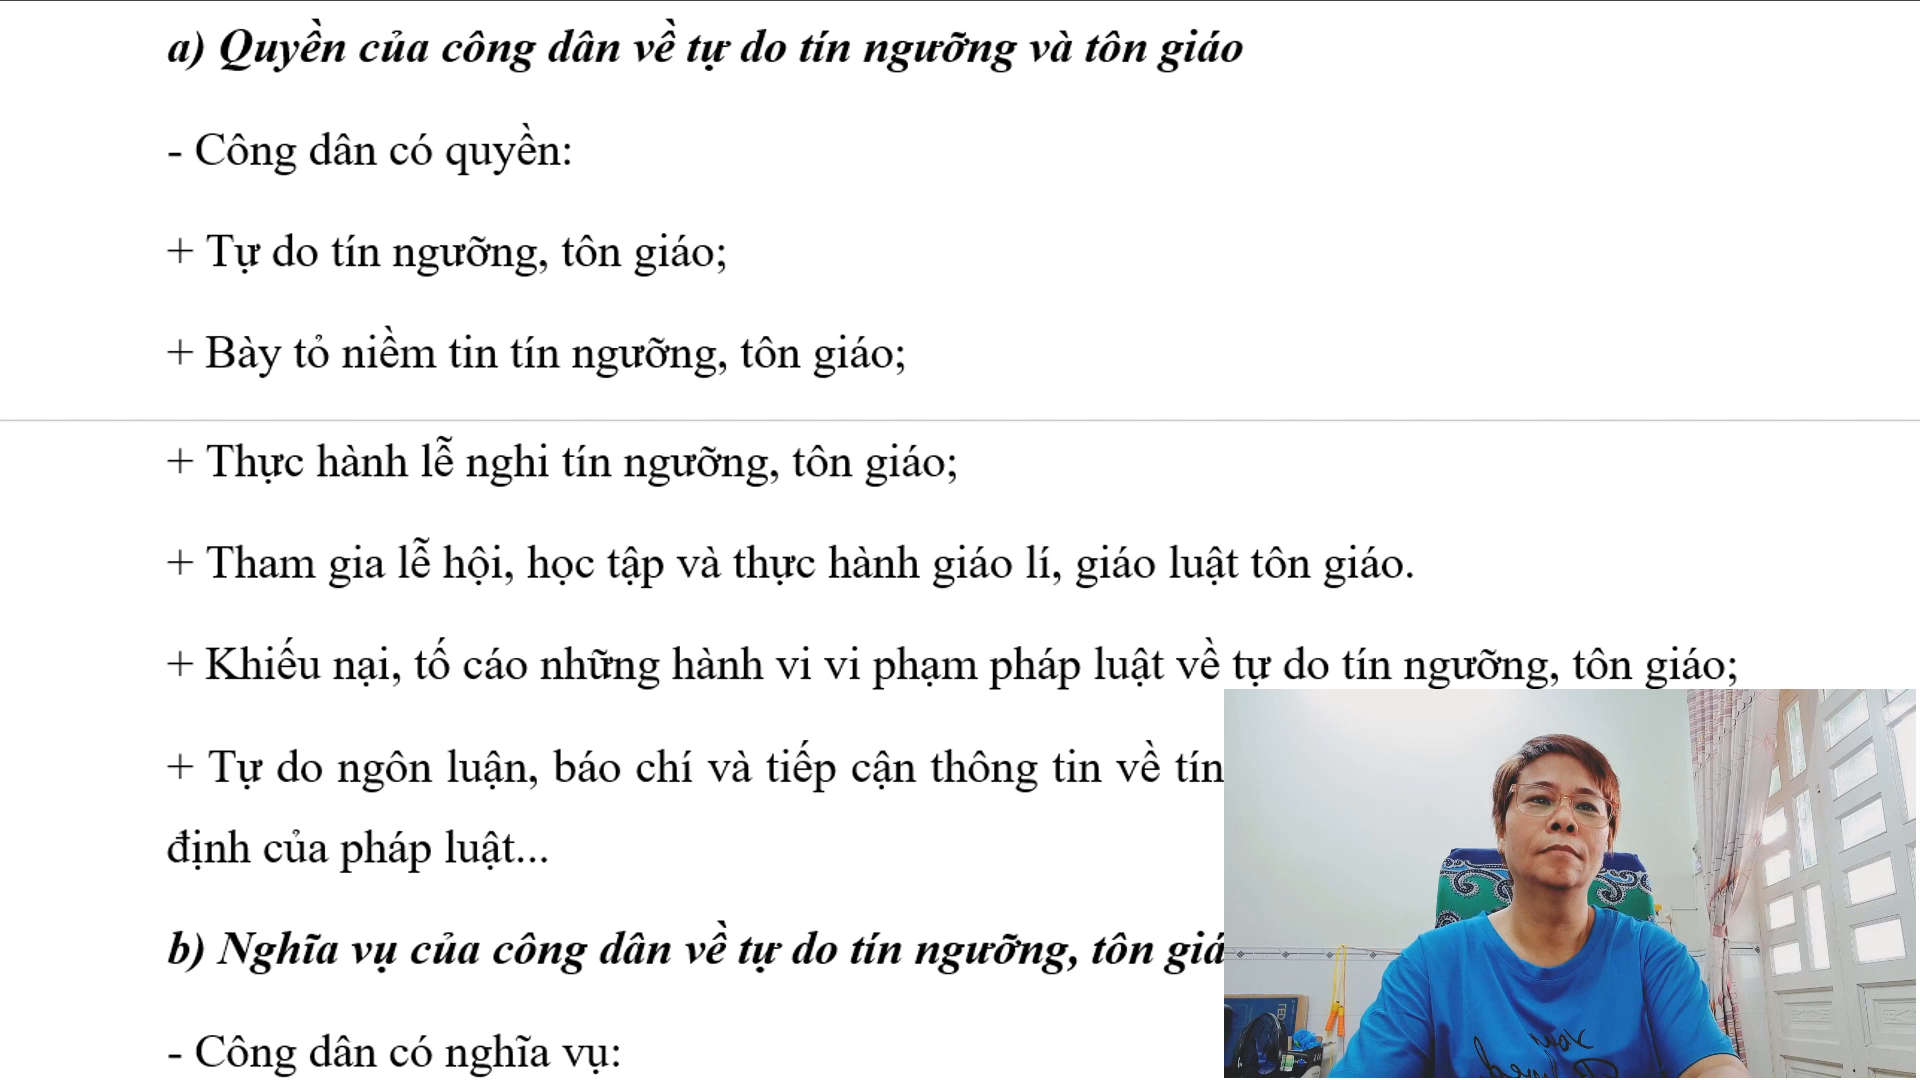 a) Quyền của công dân về tự do tín ngưỡng và tôn giáo
- Công dân có quyền:
+ Tự do tín ngưỡng, tôn giáo;
+ Bày tỏ niềm tin tín ngưỡng, tôn giáo;
+ Thực hành lễ nghi tín ngưỡng, tôn giáo;
+ Tham gia lễ hội, học tập và thực hành giáo lí, giáo luật tôn giáo.
+ Khiếu nại, tố cáo những hành vi vi phạm pháp luật về tự do tín ngưỡng, tôn giáo;
+ Tự do ngôn luận, báo chí và tiếp cận thông tin về tín
định của pháp luật...
b) Nghĩa vụ của công dân về tự do tín ngưỡng, tôn giá
- Công dân có nghĩa vụ: